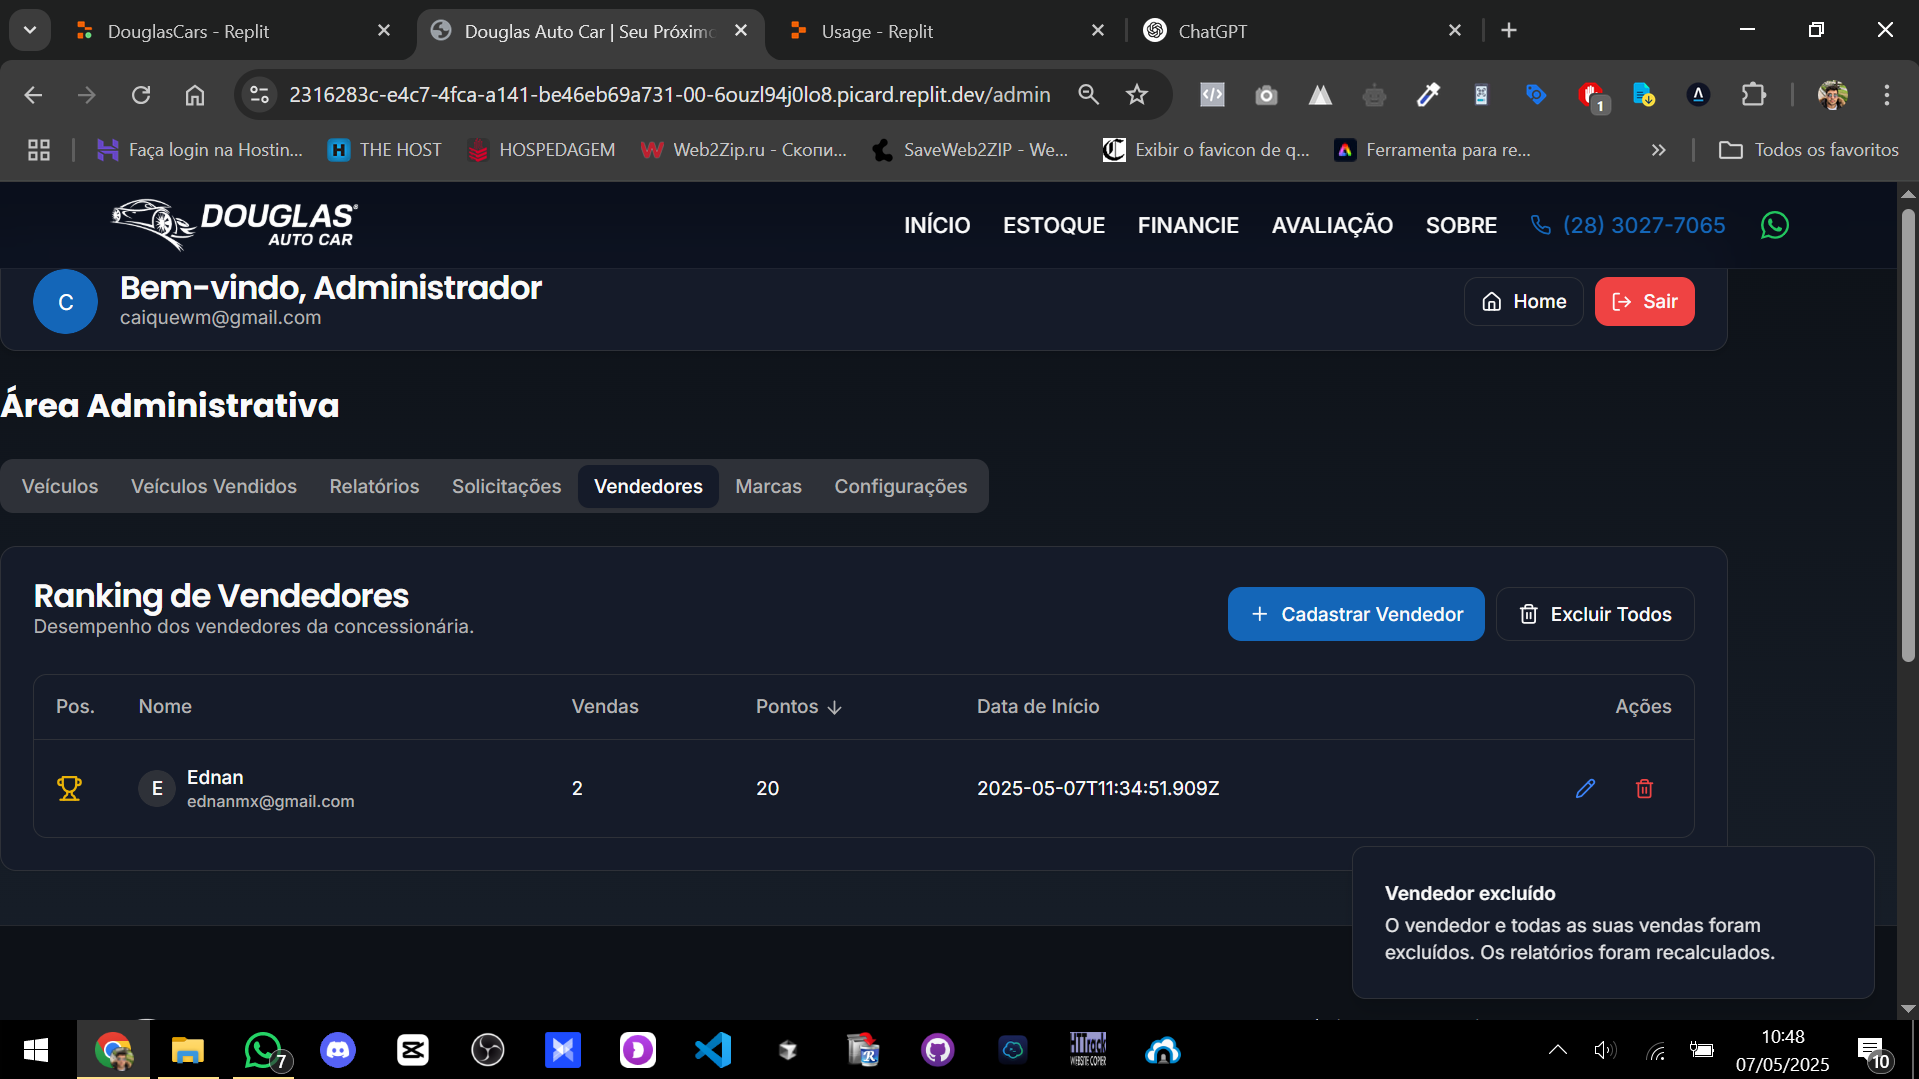 DouglasCars - Replit
Douglas Auto Car | Seu Próximo
Usage - Replit
ChatGPT
2316283c-e4c7-4fca-a141-be46eb69a731-00-6ouzl94j0lo8.picard.replit.dev/admin
1
Faça login na Hostin...
THE HOST
HOSPEDAGEM
Web2Zip.ru - Скопи...
SaveWeb2ZIP - We...
Exibir o favicon de q...
Ferramenta para re...
Todos os favoritos
DOUGLAS
AUTO CAR
INÍCIO
ESTOQUE
FINANCIE
AVALIAÇÃO
SOBRE
(28) 3027-7065
C
Bem-vindo, Administrador
caiquewm@gmail.com
Home
Sair
Área Administrativa
Veículos
Veículos Vendidos
Relatórios
Solicitações
Vendedores
Marcas
Configurações
Ranking de Vendedores
Desempenho dos vendedores da concessionária.
Cadastrar Vendedor
Excluir Todos
Pos.
Nome
Vendas
Pontos
Data de Início
Ações
E
Ednan
ednanmx@gmail.com
2
20
2025-05-07T11:34:51.909Z
Vendedor excluído
O vendedor e todas as suas vendas foram
excluídos. Os relatórios foram recalculados.
7
HTTrack
WEBSITE COPIER
10:48
07/05/2025
10